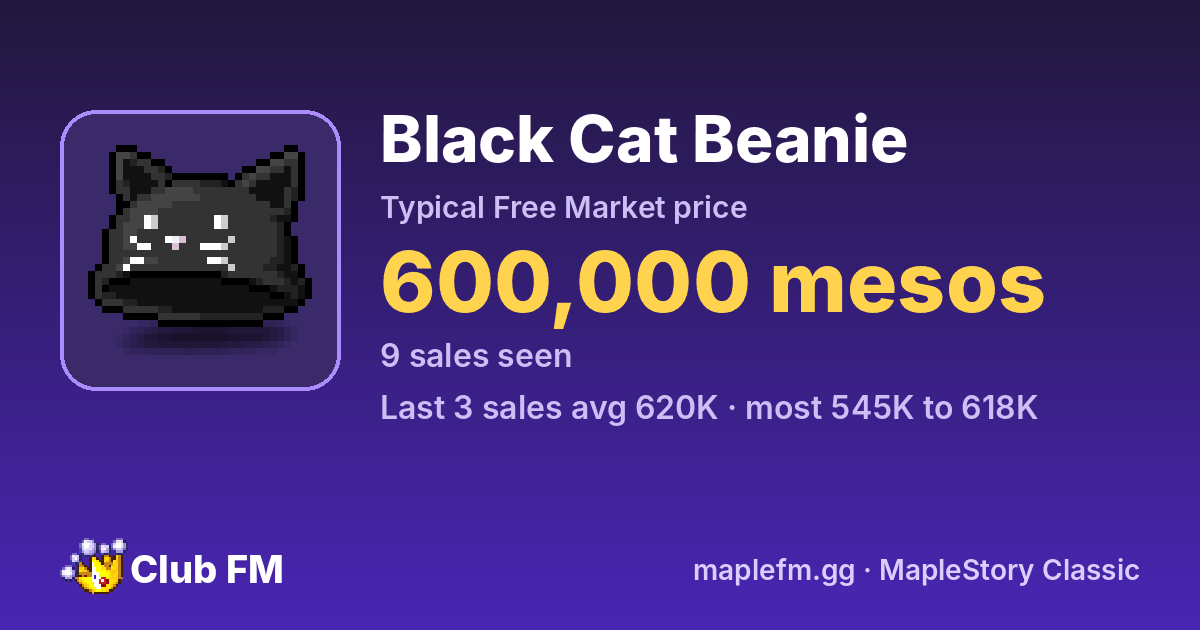 Black Cat Beanie
Typical Free Market price
600,000 mesos
9 sales seen
Last 3 sales avg 620K · most 545K to 618K
Club FM
maplefm.gg · MapleStory Classic